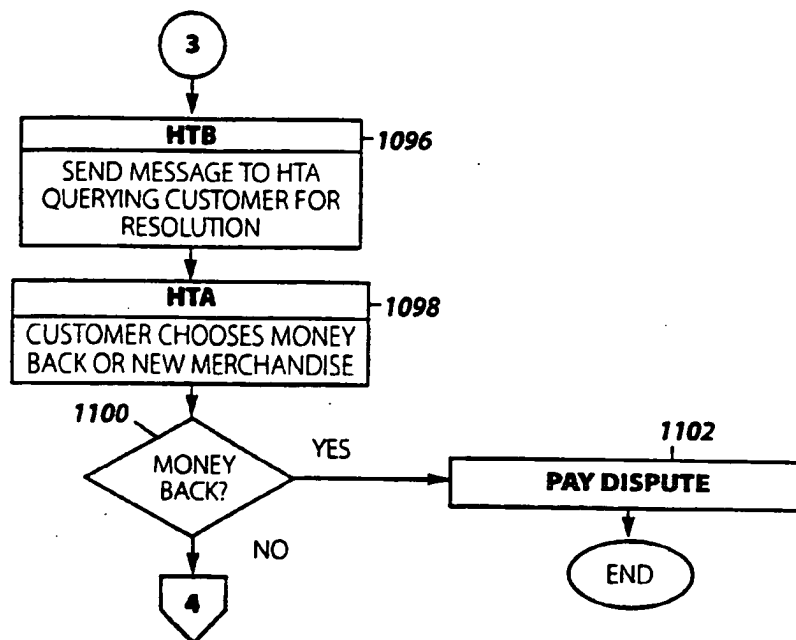 3
HTB
1096
SEND MESSAGE TO HTA
QUERYING CUSTOMER FOR
RESOLUTION
HTA
1098
CUSTOMER CHOOSES MONEY
BACK OR NEW MERCHANDISE
1100
MONEY
BACK?
YES
1102
PAY DISPUTE
NO
END
4